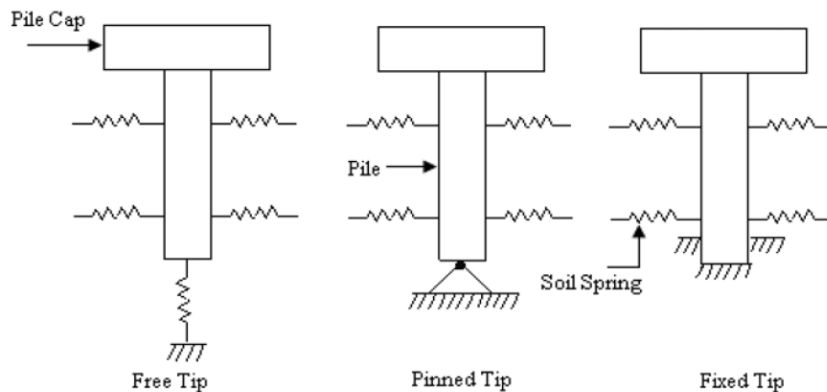 Pile Cap
Pile
Soil Spring
Free Tip
Pinned Tip
Fixed Tip